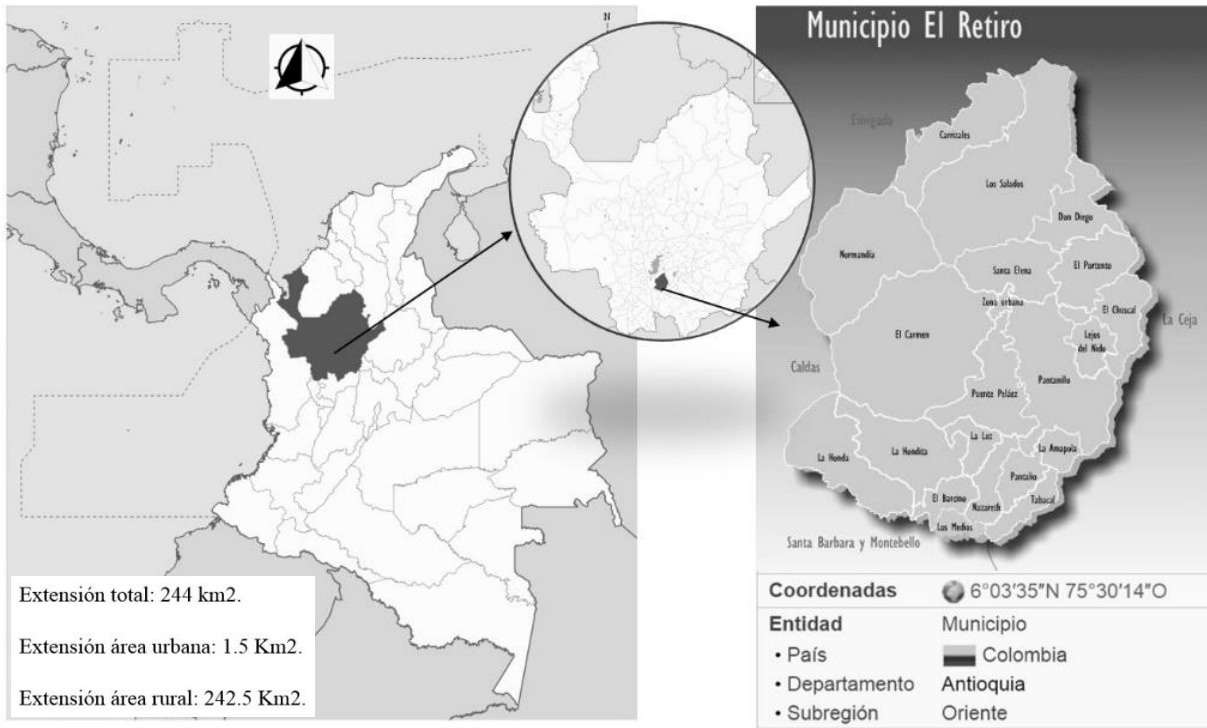 N
Extensión total: 244 km2.
Extensión área urbana: 1.5 Km2.
Extensión área rural: 242.5 Km2.
Municipio El Retiro
Envigado
Carrizales
Los Salados
Don Diego
Normandía
Santa Elena
El Portento
Zona urbana
El Chuscal
La Ceja
El Carmen
Lejos
del Nido
Caldas
Pantanillo
Puente Peláez
La Luz
La Amapola
La Honda
La Hondita
Pantalio
El Barcino
Tabacal
Nazareth
Los Medios
Santa Barbara y Montebello
Coordenadas 6°03′35″N 75°30′14″O
Entidad Municipio
• País Colombia
• Departamento Antioquia
• Subregión Oriente